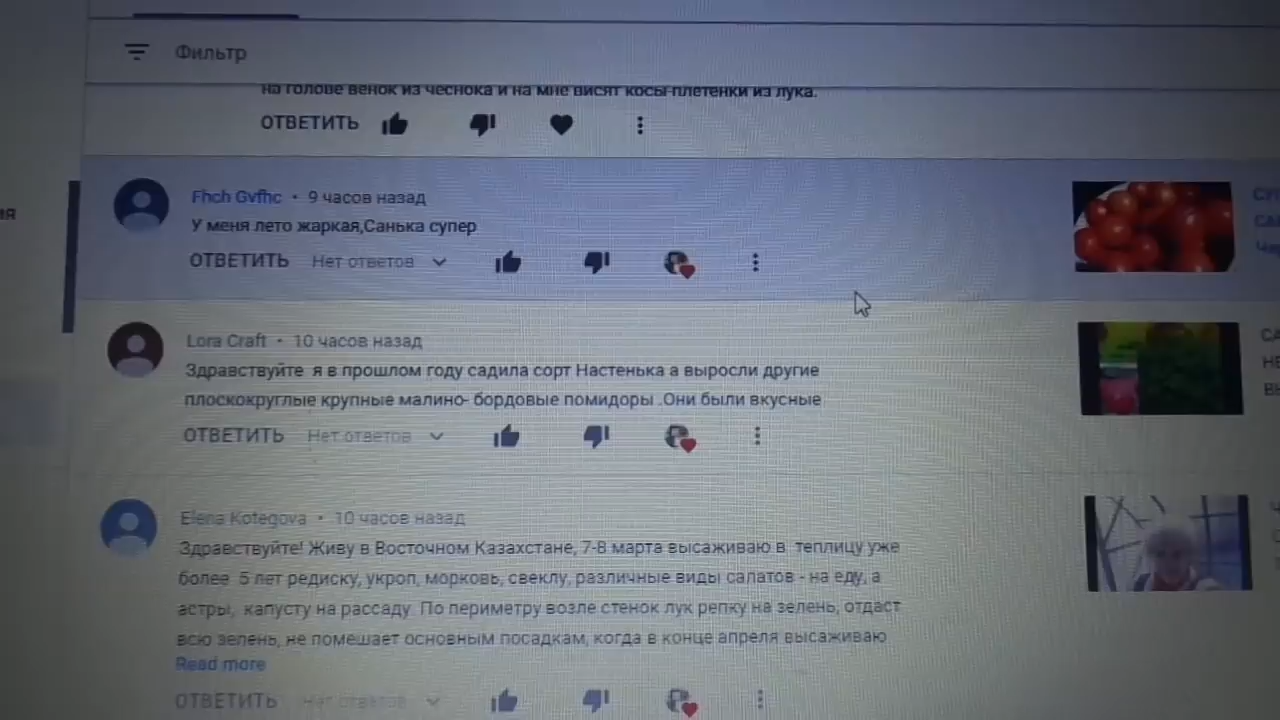 Фильтр
на голове венок из чеснока и на мне висят косы-плетенки из лука.
ОТВЕТИТЬ
ия
Fhch Gvfhc • 9 часов назад
У меня лето жаркая,Санька супер
ОТВЕТИТЬ Нет ответов
Lora Craft • 10 часов назад
Здравствуйте я в прошлом году садила сорт Настенька а выросли другие
плоскокруглые крупные малино- бордовые помидоры .Они были вкусные
ОТВЕТИТЬ Нет ответов
Elena Kotegova • 10 часов назад
Здравствуйте! Живу в Восточном Казахстане, 7-8 марта высаживаю в теплицу уже
более 5 лет редиску, укроп, морковь, свеклу, различные виды салатов - на еду, а
астры, капусту на рассаду. По периметру возле стенок лук репку на зелень, отдаст
всю зелень, не помешает основным посадкам, когда в конце апреля высаживаю
Read more
ОТВЕТИТЬ Нет ответов